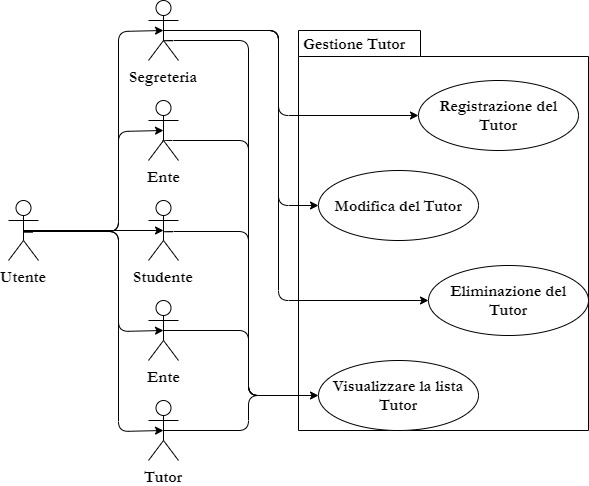 Gestione Tutor
Segreteria
Registrazione del
Tutor
Ente
Modifica del Tutor
Utente
Studente
Eliminazione del
Tutor
Ente
Visualizzare la lista
Tutor
Tutor